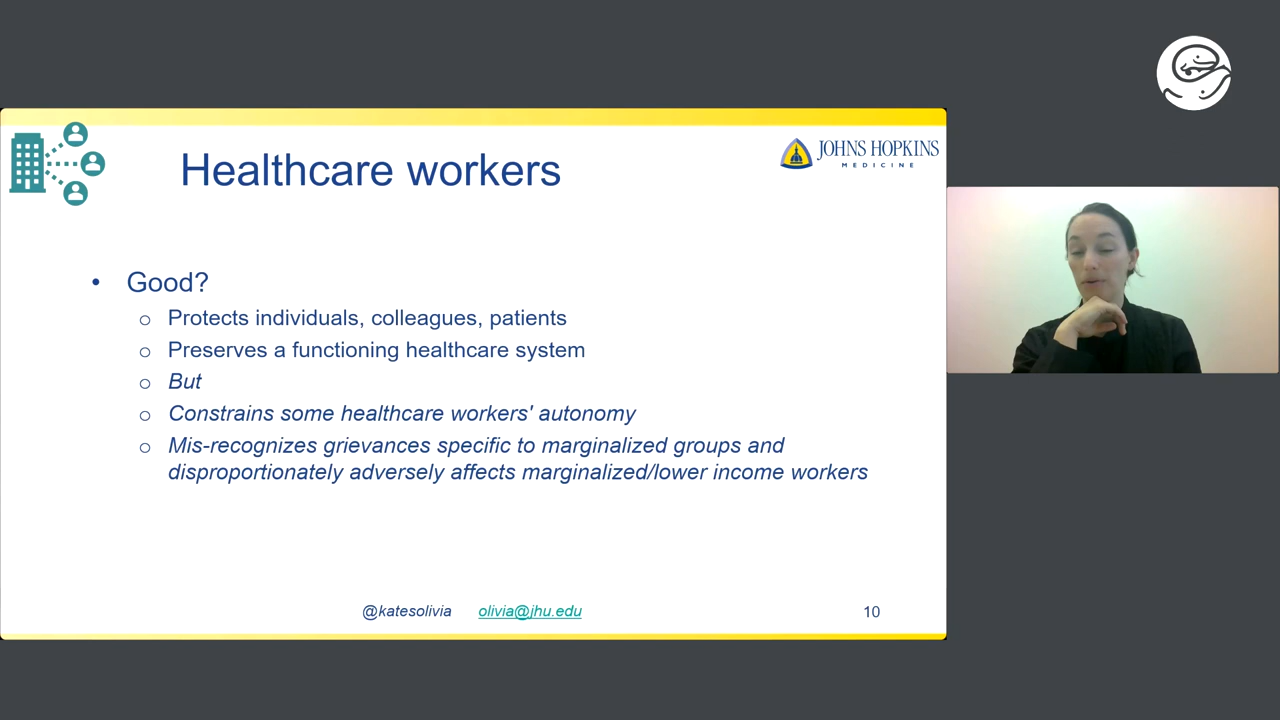 Healthcare workers
JOHNS HOPKINS
MEDICINE
• Good?
o Protects individuals, colleagues, patients
o Preserves a functioning healthcare system
o But
o Constrains some healthcare workers' autonomy
o Mis-recognizes grievances specific to marginalized groups and
disproportionately adversely affects marginalized/lower income workers
@katesolivia olivia@jhu.edu 10